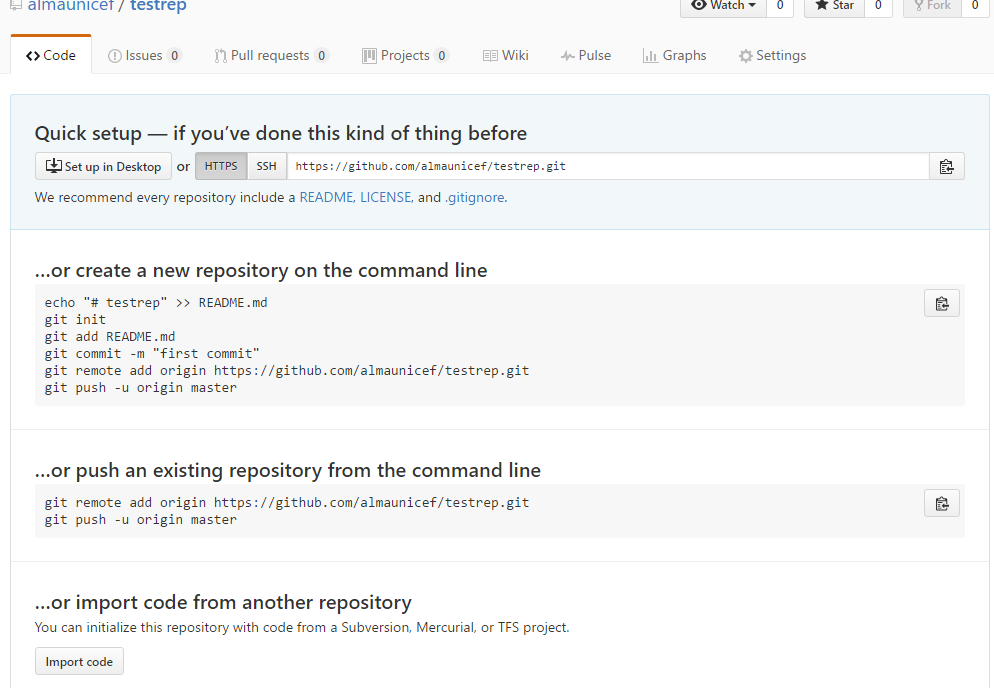 almaunicef / testrep
Watch 0 Star 0 Fork 0
Code Issues 0 Pull requests 0 Projects 0 Wiki Pulse Graphs Settings
Quick setup — if you’ve done this kind of thing before
Set up in Desktop or HTTPS SSH https://github.com/almaunicef/testrep.git
We recommend every repository include a README, LICENSE, and .gitignore.
…or create a new repository on the command line
echo "# testrep" >> README.md
git init
git add README.md
git commit -m "first commit"
git remote add origin https://github.com/almaunicef/testrep.git
git push -u origin master
…or push an existing repository from the command line
git remote add origin https://github.com/almaunicef/testrep.git
git push -u origin master
…or import code from another repository
You can initialize this repository with code from a Subversion, Mercurial, or TFS project.
Import code